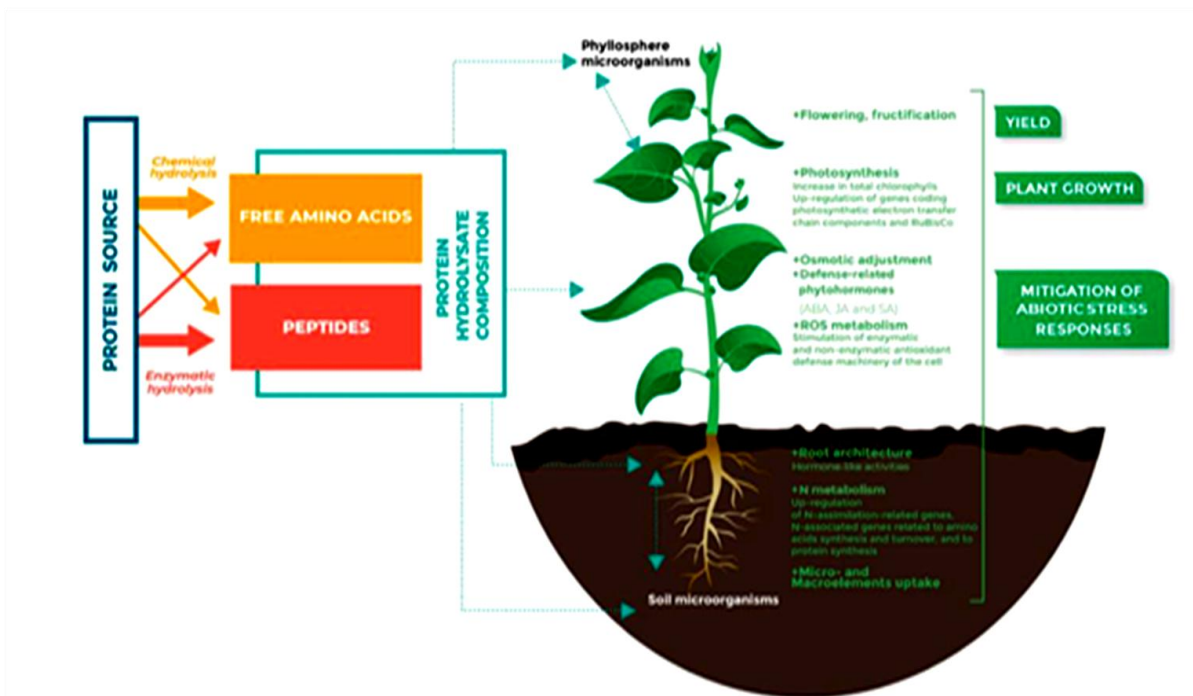 PROTEIN SOURCE
Chemical
hydrolysis
Enzymatic
hydrolysis
FREE AMINO ACIDS
PEPTIDES
PROTEIN
HYDROLYSATE
COMPOSITION
Phyllosphere
microorganisms
+Flowering, fructification
+Photosynthesis
Increase in total chlorophylls
Up-regulation of genes coding
photosynthetic electron transfer
chain components and RuBisCo
+Osmotic adjustment
+Defense-related
phytohormones
(ABA, JA and SA)
+ROS metabolism
Stimulation of enzymatic
and non-enzymatic antioxidant
defense machinery of the cell
+Root architecture
Hormone-like activities
+N metabolism
Up-regulation
of N-assimilation-related genes,
N-associated genes related to amino
acids synthesis and turnover, and to
protein synthesis
+Micro- and
Macroelements uptake
Soil microorganisms
YIELD
PLANT GROWTH
MITIGATION OF
ABIOTIC STRESS
RESPONSES